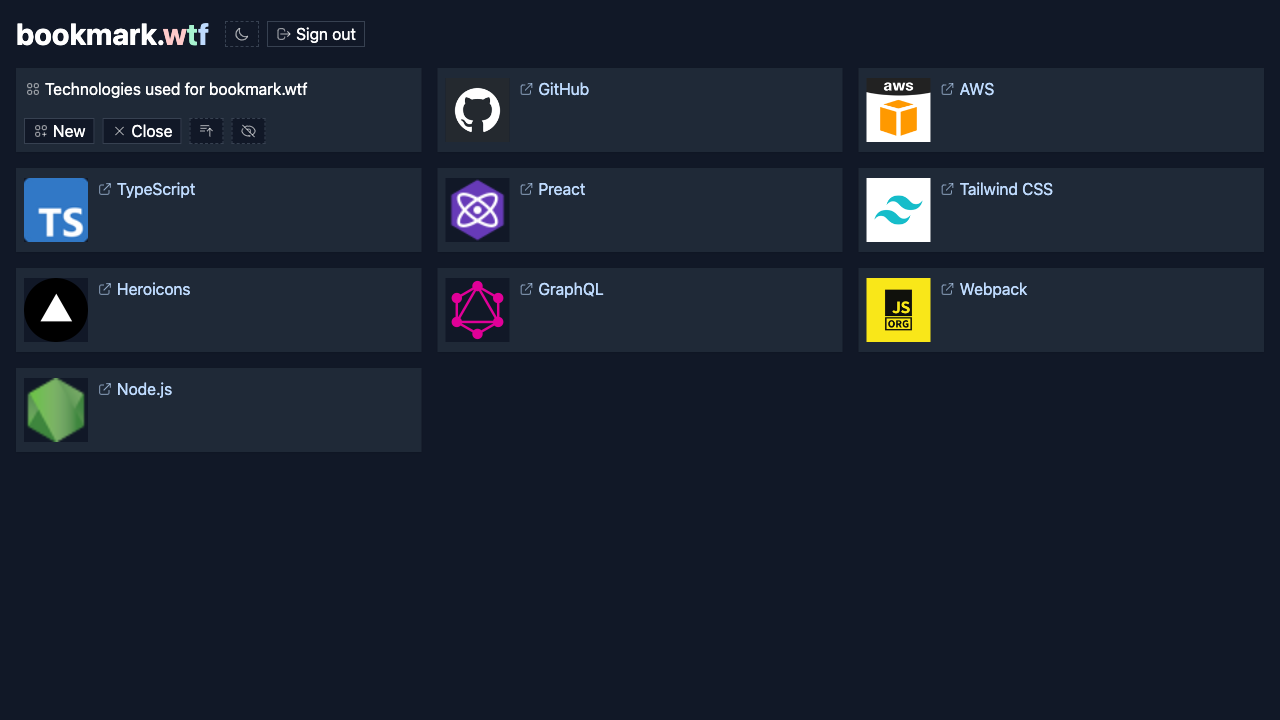 bookmark.wtf
Sign out
Technologies used for bookmark.wtf
New
Close
GitHub
aws
AWS
TS
TypeScript
Preact
Tailwind CSS
Heroicons
GraphQL
JS
ORG
Webpack
Node.js